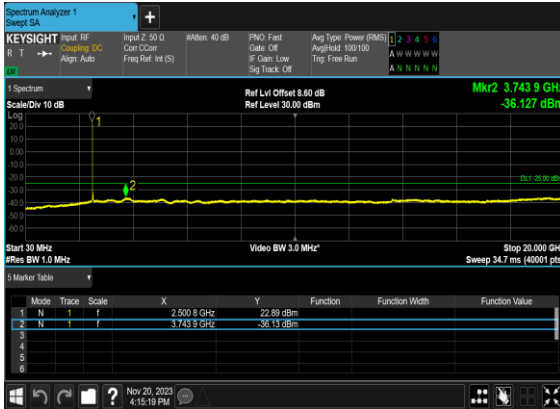 Spectrum Analyzer 1
Swept SA
+
KEYSIGHT Input: RF Input Z: 50 Ω #Atten: 40 dB PNO: Fast Avg Type: Power (RMS) 1 2 3 4 5 6
R T Coupling: DC Corr CCorr Gate: Off Avg|Hold: 100/100 A W W W W W
Align: Auto Freq Ref: Int (S) IF Gain: Low Trig: Free Run
Sig Track: Off A N N N N N
1 Spectrum Ref Lvl Offset 8.60 dB Mkr2 3.743 9 GHz
Scale/Div 10 dB Ref Level 30.00 dBm -36.127 dBm
Log
20.0
10.0
0.00
-10.0
-20.0
-30.0
-40.0
-50.0
-60.0
1
2
DL1 -25.00 dBm
Start 30 MHz Video BW 3.0 MHz* Stop 20.000 GHz
#Res BW 1.0 MHz Sweep 34.7 ms (40001 pts)
5 Marker Table
Mode Trace Scale X Y Function Function Width Function Value
1 N 1 f 2.500 8 GHz 22.89 dBm
2 N 1 f 3.743 9 GHz -36.13 dBm
3
4
5
6
? Nov 20, 2023
4:15:19 PM